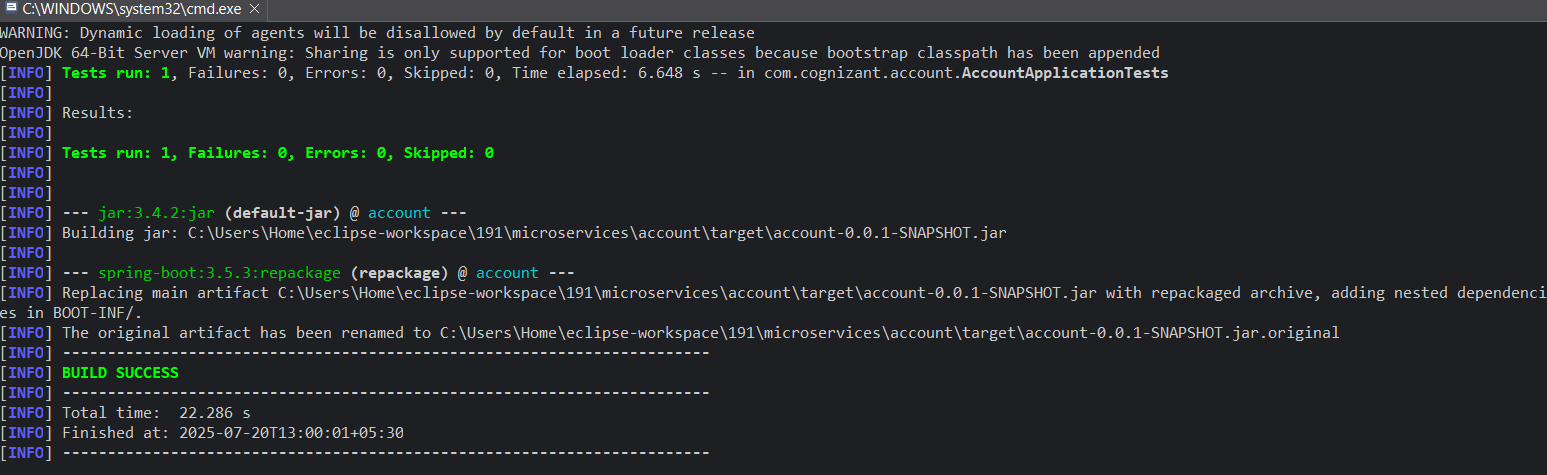 C:\WINDOWS\system32\cmd.exe
WARNING: Dynamic loading of agents will be disallowed by default in a future release
OpenJDK 64-Bit Server VM warning: Sharing is only supported for boot loader classes because bootstrap classpath has been appended
[INFO] Tests run: 1, Failures: 0, Errors: 0, Skipped: 0, Time elapsed: 6.648 s -- in com.cognizant.account.AccountApplicationTests
[INFO]
[INFO] Results:
[INFO]
[INFO] Tests run: 1, Failures: 0, Errors: 0, Skipped: 0
[INFO]
[INFO]
[INFO] --- jar:3.4.2:jar (default-jar) @ account ---
[INFO] Building jar: C:\Users\Home\eclipse-workspace\191\microservices\account\target\account-0.0.1-SNAPSHOT.jar
[INFO]
[INFO] --- spring-boot:3.5.3:repackage (repackage) @ account ---
[INFO] Replacing main artifact C:\Users\Home\eclipse-workspace\191\microservices\account\target\account-0.0.1-SNAPSHOT.jar with repackaged archive, adding nested dependenci
es in BOOT-INF/.
[INFO] The original artifact has been renamed to C:\Users\Home\eclipse-workspace\191\microservices\account\target\account-0.0.1-SNAPSHOT.jar.original
[INFO] ------------------------------------------------------------------------
[INFO] BUILD SUCCESS
[INFO] ------------------------------------------------------------------------
[INFO] Total time:  22.286 s
[INFO] Finished at: 2025-07-20T13:00:01+05:30
[INFO] ------------------------------------------------------------------------